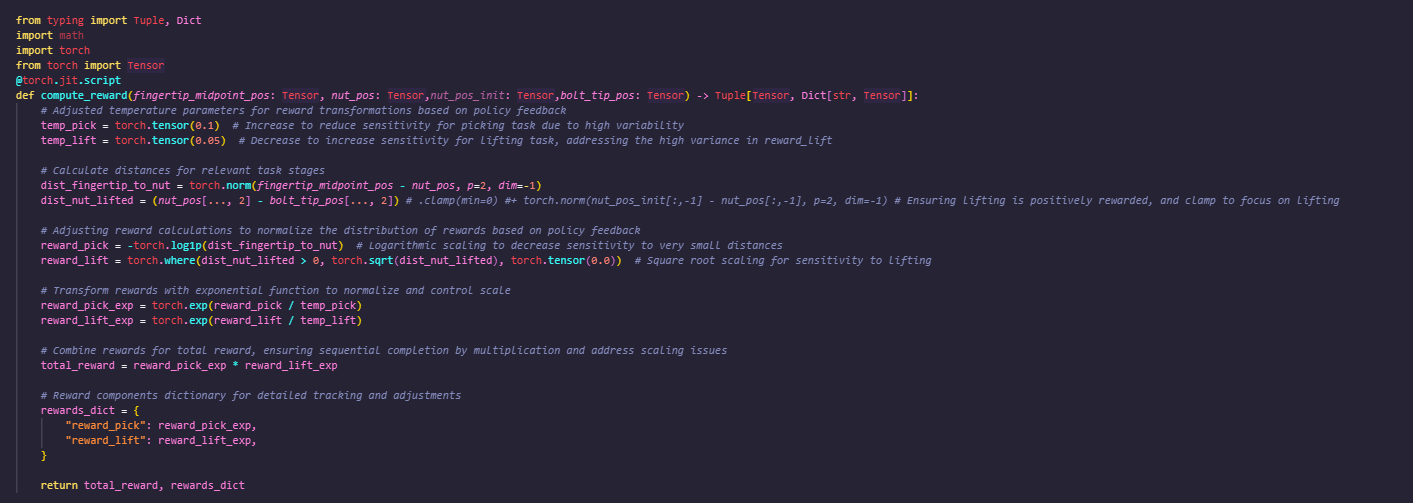 from typing import Tuple, Dict
import math
import torch
from torch import Tensor
@torch.jit.script
def compute_reward(fingertip_midpoint_pos: Tensor, nut_pos: Tensor,nut_pos_init: Tensor,bolt_tip_pos: Tensor) -> Tuple[Tensor, Dict[str, Tensor]]:
    # Adjusted temperature parameters for reward transformations based on policy feedback
    temp_pick = torch.tensor(0.1)  # Increase to reduce sensitivity for picking task due to high variability
    temp_lift = torch.tensor(0.05)  # Decrease to increase sensitivity for lifting task, addressing the high variance in reward_lift
    # Calculate distances for relevant task stages
    dist_fingertip_to_nut = torch.norm(fingertip_midpoint_pos - nut_pos, p=2, dim=-1)
    dist_nut_lifted = (nut_pos[..., 2] - bolt_tip_pos[..., 2]) # .clamp(min=0) #+ torch.norm(nut_pos_init[:,-1] - nut_pos[:,-1], p=2, dim=-1) # Ensuring lifting is positively rewarded, and clamp to focus on lifting
    # Adjusting reward calculations to normalize the distribution of rewards based on policy feedback
    reward_pick = -torch.log1p(dist_fingertip_to_nut)  # Logarithmic scaling to decrease sensitivity to very small distances
    reward_lift = torch.where(dist_nut_lifted > 0, torch.sqrt(dist_nut_lifted), torch.tensor(0.0))  # Square root scaling for sensitivity to lifting
    # Transform rewards with exponential function to normalize and control scale
    reward_pick_exp = torch.exp(reward_pick / temp_pick)
    reward_lift_exp = torch.exp(reward_lift / temp_lift)
    # Combine rewards for total reward, ensuring sequential completion by multiplication and address scaling issues
    total_reward = reward_pick_exp * reward_lift_exp
    # Reward components dictionary for detailed tracking and adjustments
    rewards_dict = {
        "reward_pick": reward_pick_exp,
        "reward_lift": reward_lift_exp,
    }
    return total_reward, rewards_dict